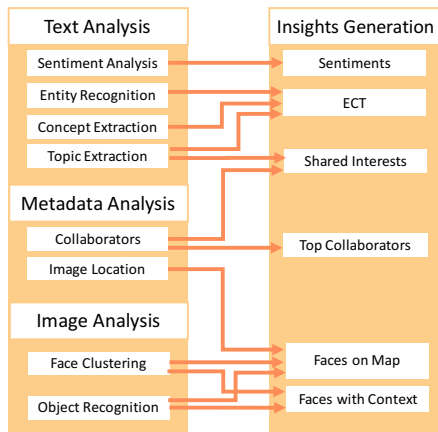 Text Analysis
Sentiment Analysis
Entity Recognition
Concept Extraction
Topic Extraction
Metadata Analysis
Collaborators
Image Location
Image Analysis
Face Clustering
Object Recognition
Insights Generation
Sentiments
ECT
Shared Interests
Top Collaborators
Faces on Map
Faces with Context